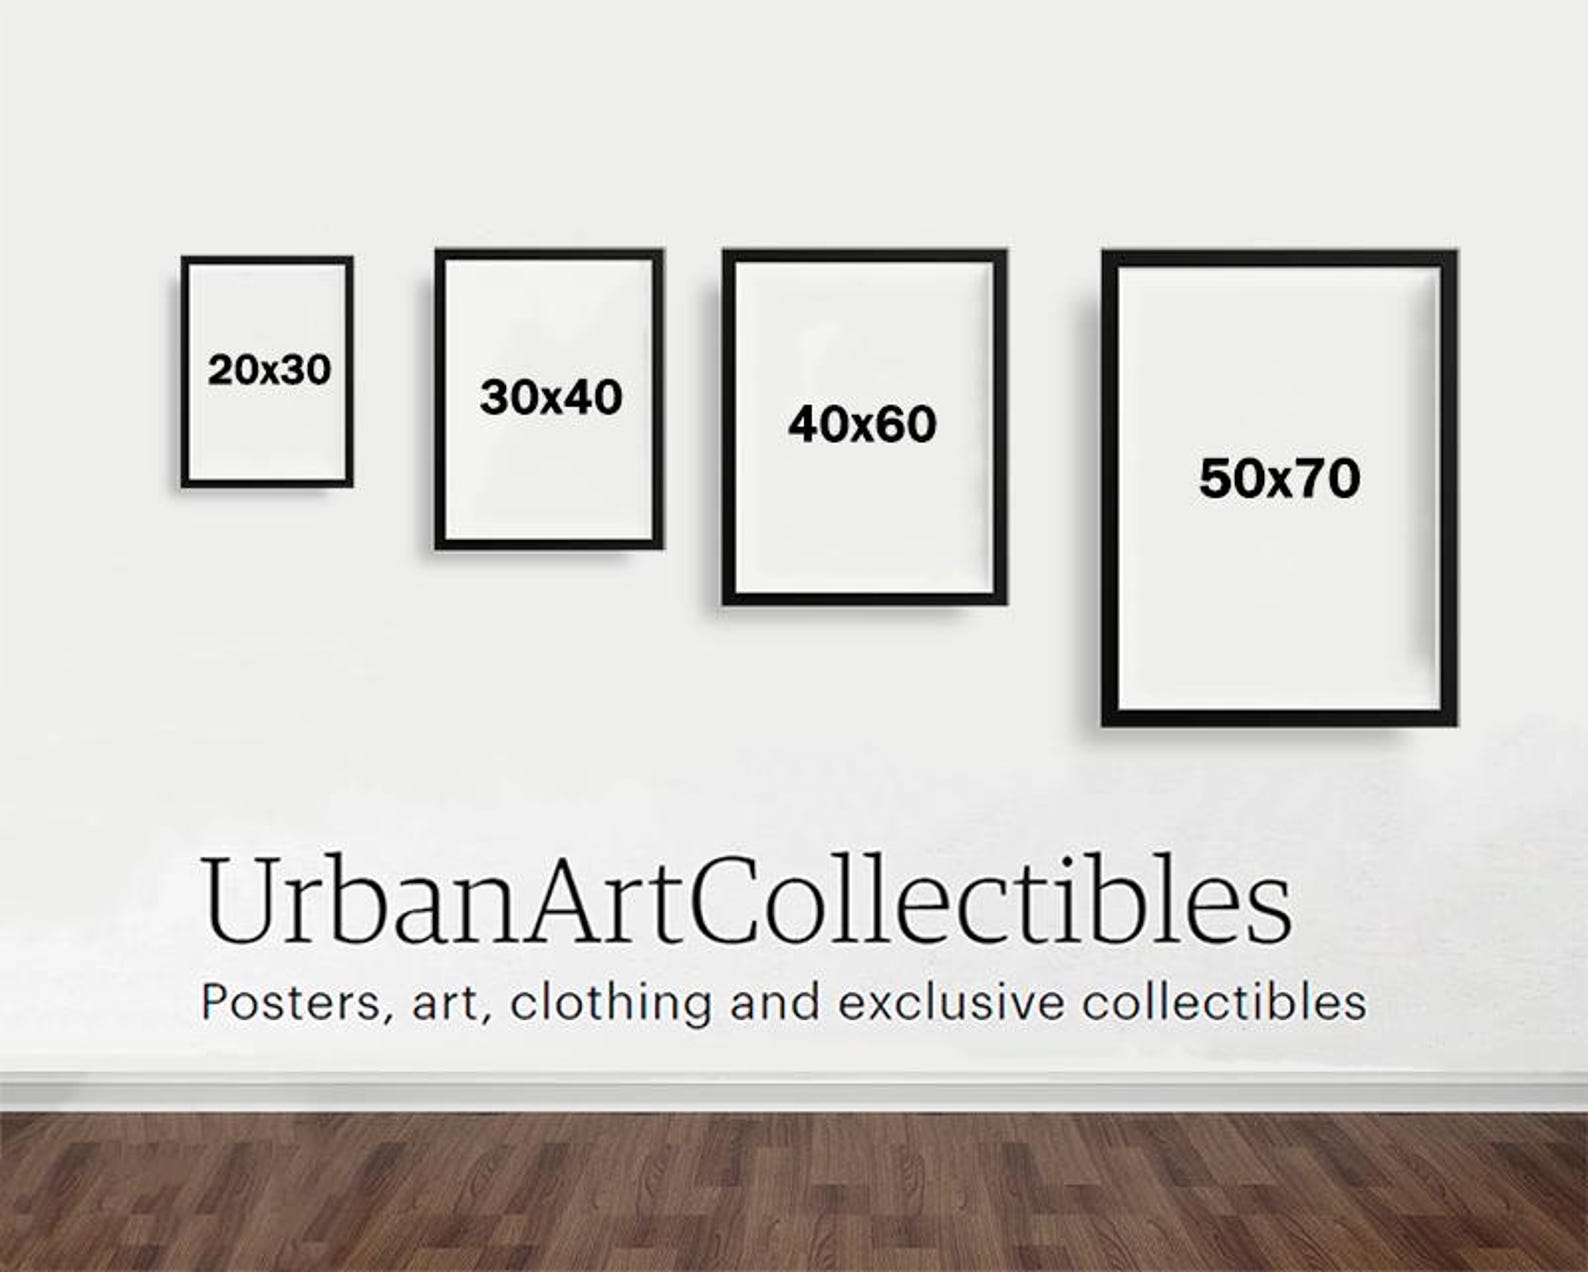 20x30
30x40
40x60
50x70
UrbanArtCollectibles
Posters, art, clothing and exclusive collectibles